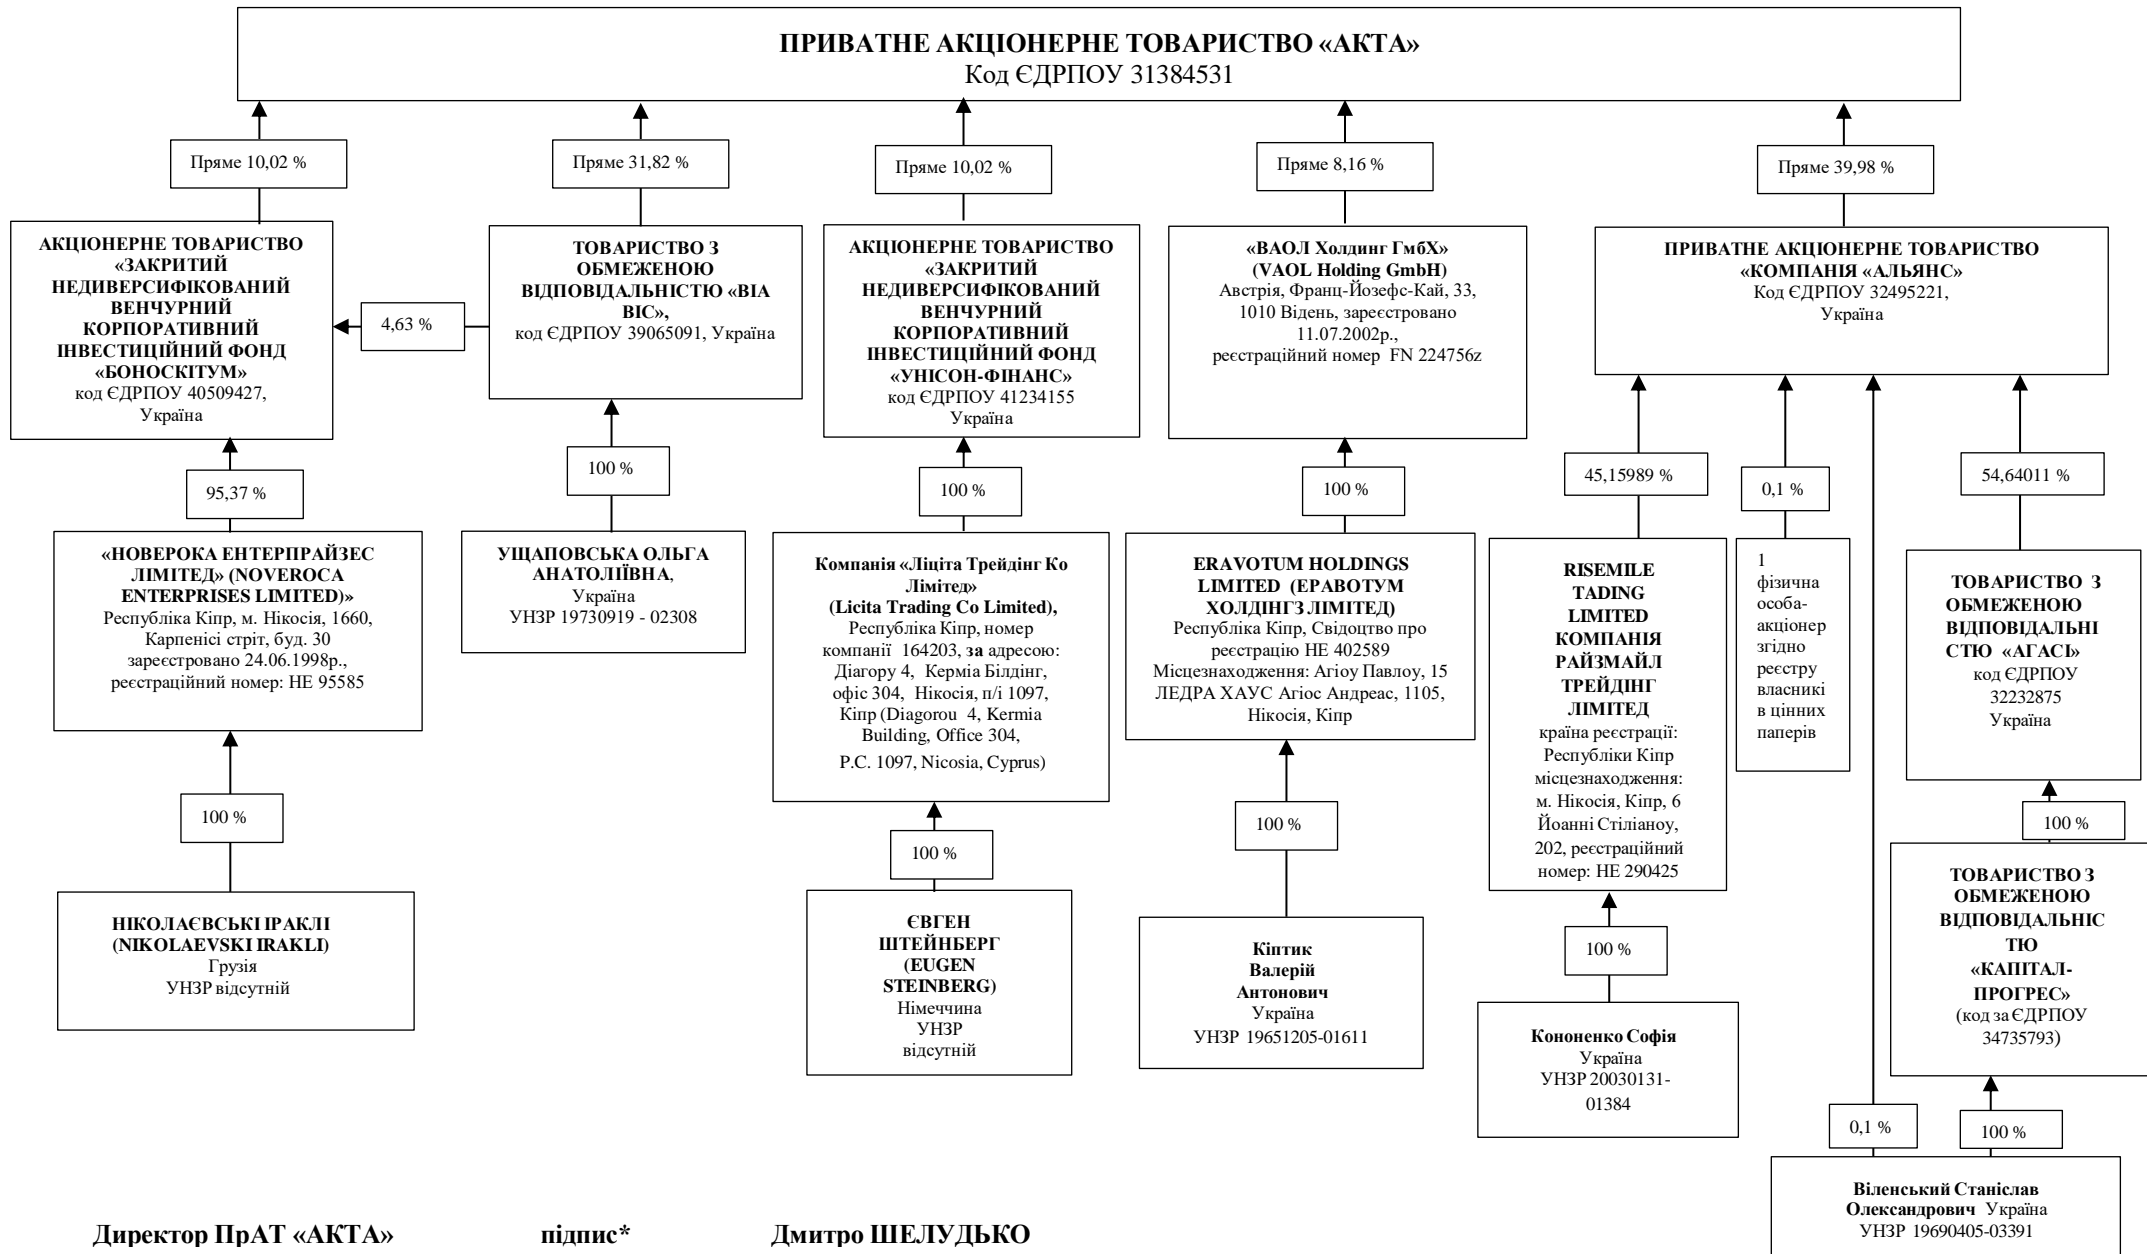 ПРИВАТНЕ АКЦІОНЕРНЕ ТОВАРИСТВО «АКТА»
Код ЄДРПОУ 31384531
Пряме 10,02 %
Пряме 31,82 %
Пряме 10,02 %
Пряме 8,16 %
Пряме 39,98 %
АКЦІОНЕРНЕ ТОВАРИСТВО
«ЗАКРИТИЙ
НЕДИВЕРСИФІКОВАНИЙ
ВЕНЧУРНИЙ
КОРПОРАТИВНИЙ
ІНВЕСТИЦІЙНИЙ ФОНД
«БОНОСКІТУМ»
код ЄДРПОУ 40509427,
Україна
4,63 %
ТОВАРИСТВО З
ОБМЕЖЕНОЮ
ВІДПОВІДАЛЬНІСТЮ «ВІА
ВІС»,
код ЄДРПОУ 39065091, Україна
АКЦІОНЕРНЕ ТОВАРИСТВО
«ЗАКРИТИЙ
НЕДИВЕРСИФІКОВАНИЙ
ВЕНЧУРНИЙ
КОРПОРАТИВНИЙ
ІНВЕСТИЦІЙНИЙ ФОНД
«УНІСОН-ФІНАНС»
код ЄДРПОУ 41234155
Україна
«ВАОЛ Холдинг ГмбХ»
(VAOL Holding GmbH)
Австрія, Франц-Йозефс-Кай, 33,
1010 Відень, зареєстровано
11.07.2002р.,
реєстраційний номер FN 224756z
ПРИВАТНЕ АКЦІОНЕРНЕ ТОВАРИСТВО
«КОМПАНІЯ «АЛЬЯНС»
Код ЄДРПОУ 32495221,
Україна
95,37 %
100 %
100 %
100 %
45,15989 %
0,1 %
54,64011 %
«НОВЕРОКА ЕНТЕРПРАЙЗЕС
ЛІМІТЕД» (NOVEROCA
ENTERPRISES LIMITED)»
Республіка Кіпр, м. Нікосія, 1660,
Карпенісі стріт, буд. 30
зареєстровано 24.06.1998р.,
реєстраційний номер: НЕ 95585
УЩАПОВСЬКА ОЛЬГА
АНАТОЛІЇВНА,
Україна
УНЗР 19730919 - 02308
Компанія «Ліціта Трейдінг Ко
Лімітед»
(Licita Trading Co Limited),
Республіка Кіпр, номер
компанії 164203, за адресою:
Діагору 4, Керміа Білдінг,
офіс 304, Нікосія, п/і 1097,
Кіпр (Diagorou 4, Kermia
Building, Office 304,
P.C. 1097, Nicosia, Cyprus)
ERAVOTUM HOLDINGS
LIMITED (ЕРАВОТУМ
ХОЛДІНГЗ ЛІМІТЕД)
Республіка Кіпр, Свідоцтво про
реєстрацію НЕ 402589
Місцезнаходження: Агіоу Павлоу, 15
ЛЕДРА ХАУС Агіос Андреас, 1105,
Нікосія, Кіпр
RISEMILE
TADING
LIMITED
КОМПАНІЯ
РАЙЗМАЙЛ
ТРЕЙДІНГ
ЛІМІТЕД
країна реєстрації:
Республіки Кіпр
місцезнаходження:
м. Нікосія, Кіпр, 6
Йоанні Стіліаноу,
202, реєстраційний
номер: НЕ 290425
1
фізична
особа-
акціонер
згідно
реєстру
власникі
в цінних
паперів
ТОВАРИСТВО З
ОБМЕЖЕНОЮ
ВІДПОВІДАЛЬНІ
СТЮ «АГАСІ»
код ЄДРПОУ
32232875
Україна
100 %
100 %
100 %
100 %
100 %
НІКОЛАЄВСЬКІ ІРАКЛІ
(NIKOLAEVSKI IRAKLI)
Грузія
УНЗР відсутній
ЄВГЕН
ШТЕЙНБЕРГ
(EUGEN
STEINBERG)
Німеччина
УНЗР
відсутній
Кіптик
Валерій
Антонович
Україна
УНЗР 19651205-01611
Кононенко Софія
Україна
УНЗР 20030131-
01384
ТОВАРИСТВО З
ОБМЕЖЕНОЮ
ВІДПОВІДАЛЬНІС
ТЮ
«КАПІТАЛ-
ПРОГРЕС»
(код за ЄДРПОУ
34735793)
0,1 %
100 %
Віленський Станіслав
Олександрович Україна
УНЗР 19690405-03391
Директор ПрАТ «АКТА» підпис* Дмитро ШЕЛУДЬКО